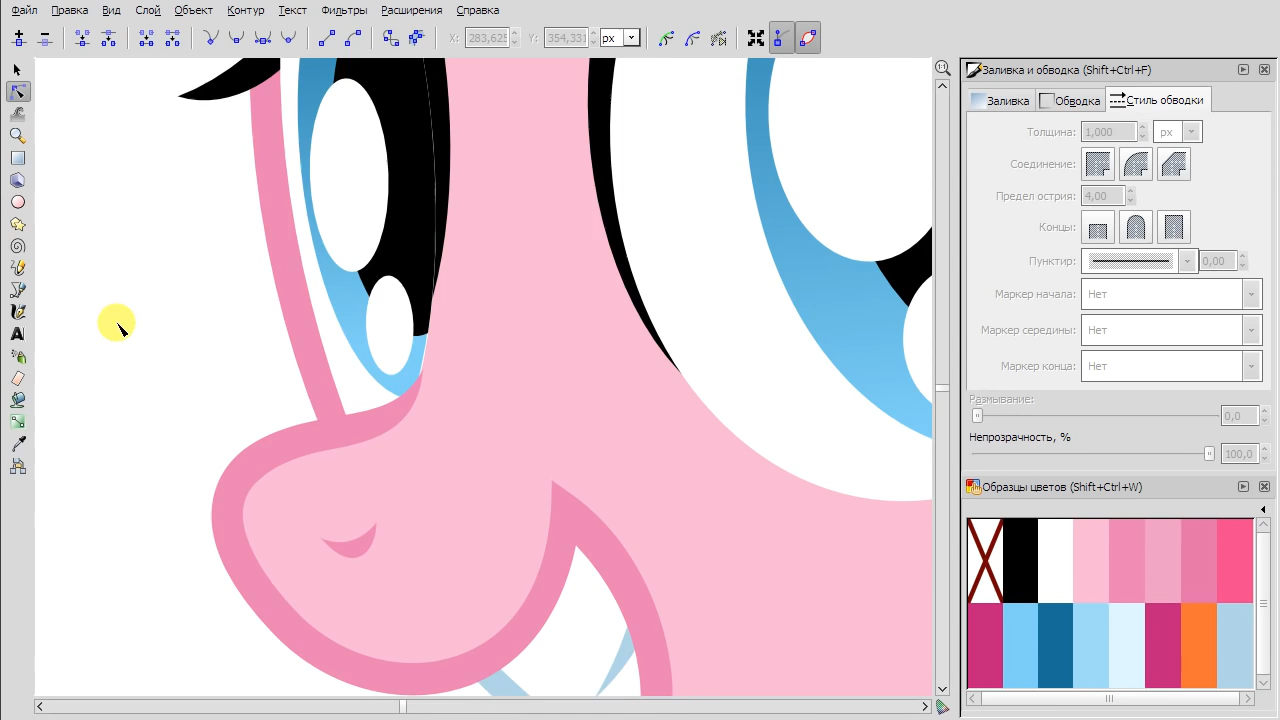 Файл Правка Вид Слой Объект Контур Текст Фильтры Расширения Справка
X: 283,625 Y: 354,331 px
1:1
Заливка и обводка (Shift+Ctrl+F)
Заливка Обводка Стиль обводки
Толщина: 1,000 px
Соединение:
Предел острия: 4,00
Концы:
Пунктир: 0,00
Маркер начала: Нет
Маркер середины: Нет
Маркер конца: Нет
Размывание:
0,0
Непрозрачность, %
100,0
Образцы цветов (Shift+Ctrl+W)